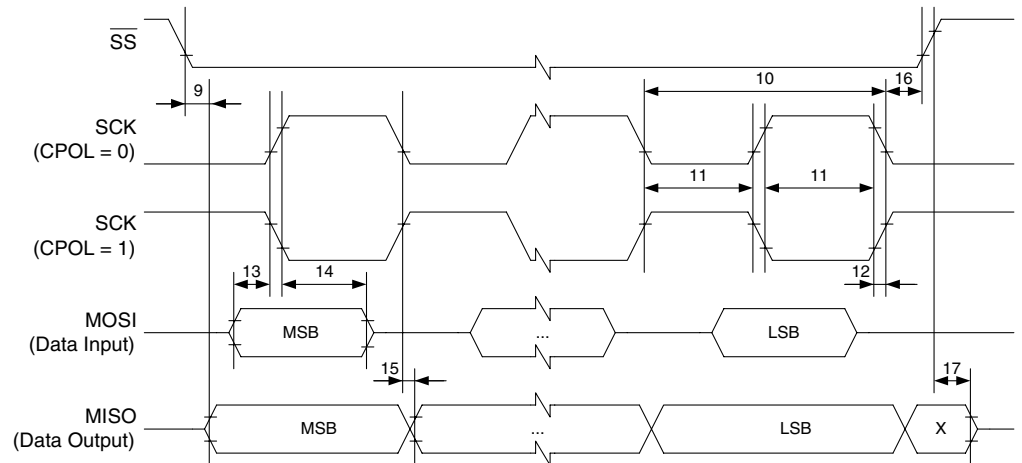 SS
9
10
16
SCK
(CPOL = 0)
11
11
SCK
(CPOL = 1)
13
14
12
MOSI
(Data Input)
MSB
...
LSB
15
17
MISO
(Data Output)
MSB
...
LSB
X